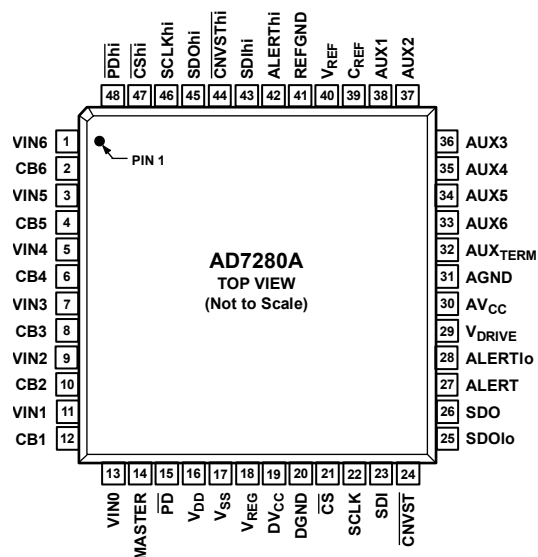 PDhi
CShi
SCLKhi
SDOhi
CNVSThi
SDIhi
ALERThi
REFGND
VREF
CREF
AUX1
AUX2
48 47 46 45 44 43 42 41 40 39 38 37
VIN6 1
CB6 2
VIN5 3
CB5 4
VIN4 5
CB4 6
VIN3 7
CB3 8
VIN2 9
CB2 10
VIN1 11
CB1 12
PIN 1
AD7280A
TOP VIEW
(Not to Scale)
36 AUX3
35 AUX4
34 AUX5
33 AUX6
32 AUXTERM
31 AGND
30 AVCC
29 VDRIVE
28 ALERTlo
27 ALERT
26 SDO
25 SDOlo
13 14 15 16 17 18 19 20 21 22 23 24
VIN0
MASTER
PD
VDD
VSS
VREG
DVCC
DGND
CS
SCLK
SDI
CNVST